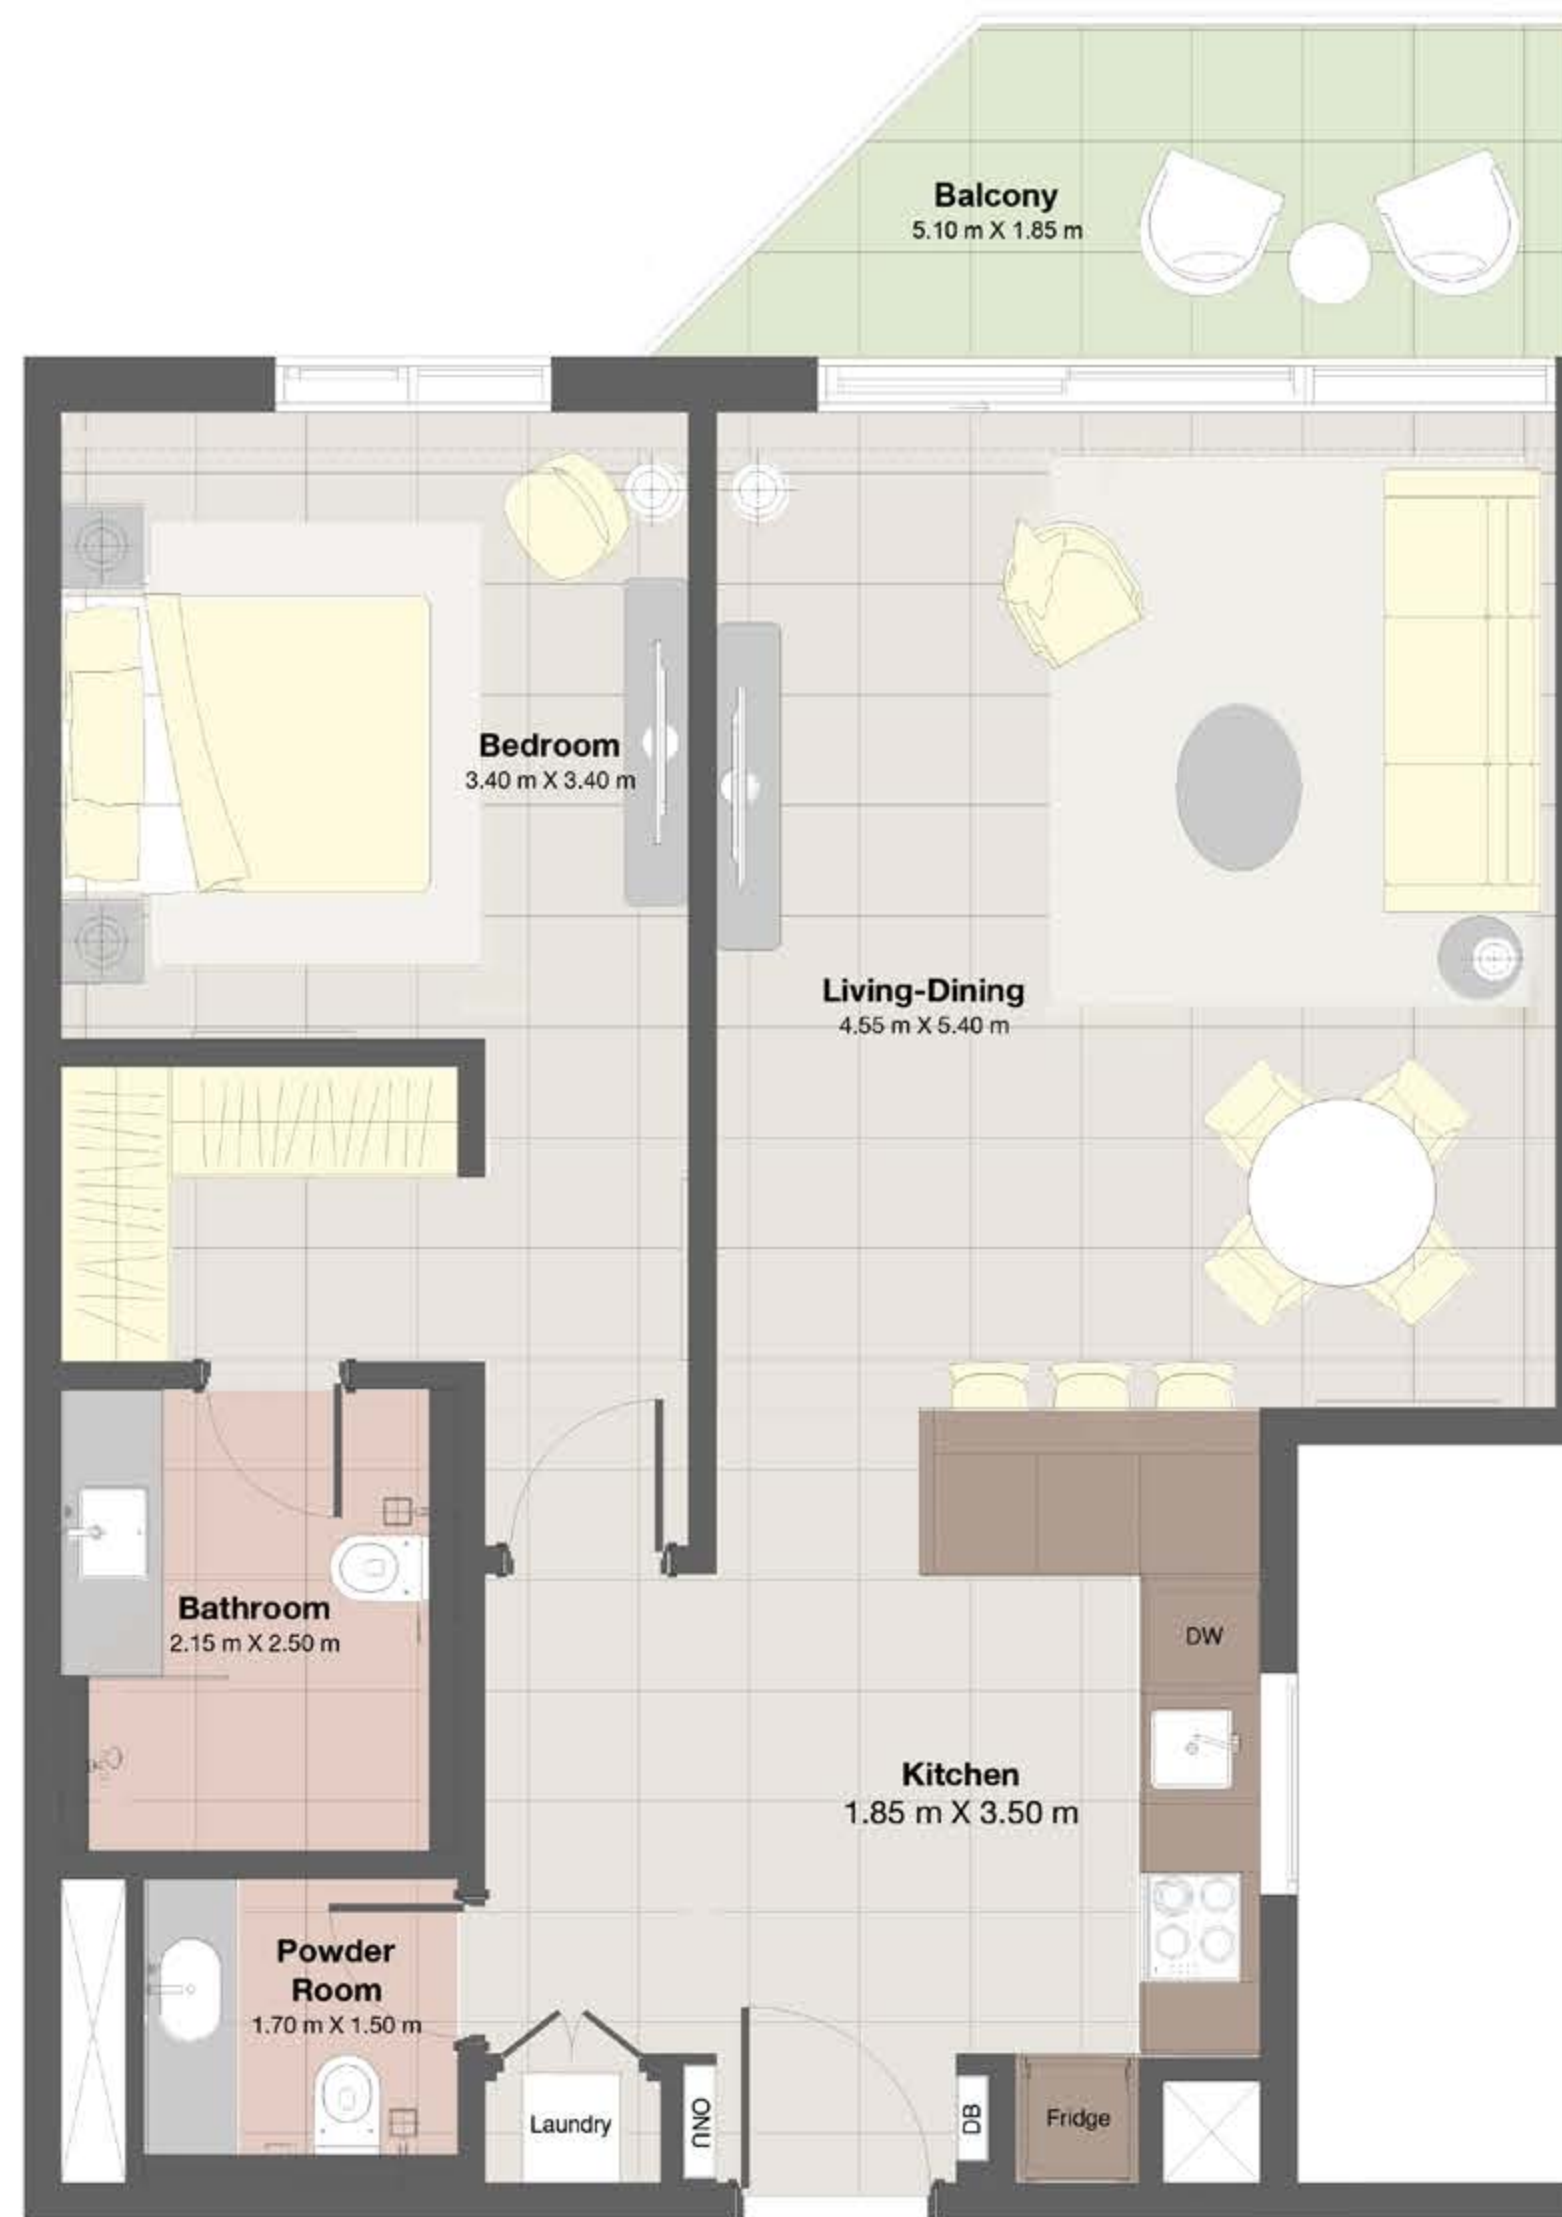 Balcony
5.10 m X 1.85 m
Bedroom
3.40 m X 3.40 m
Living-Dining
4.55 m X 5.40 m
Bathroom
2.15 m X 2.50 m
DW
Kitchen
1.85 m X 3.50 m
Powder
Room
1.70 m X 1.50 m
Laundry
ONU
DB
Fridge